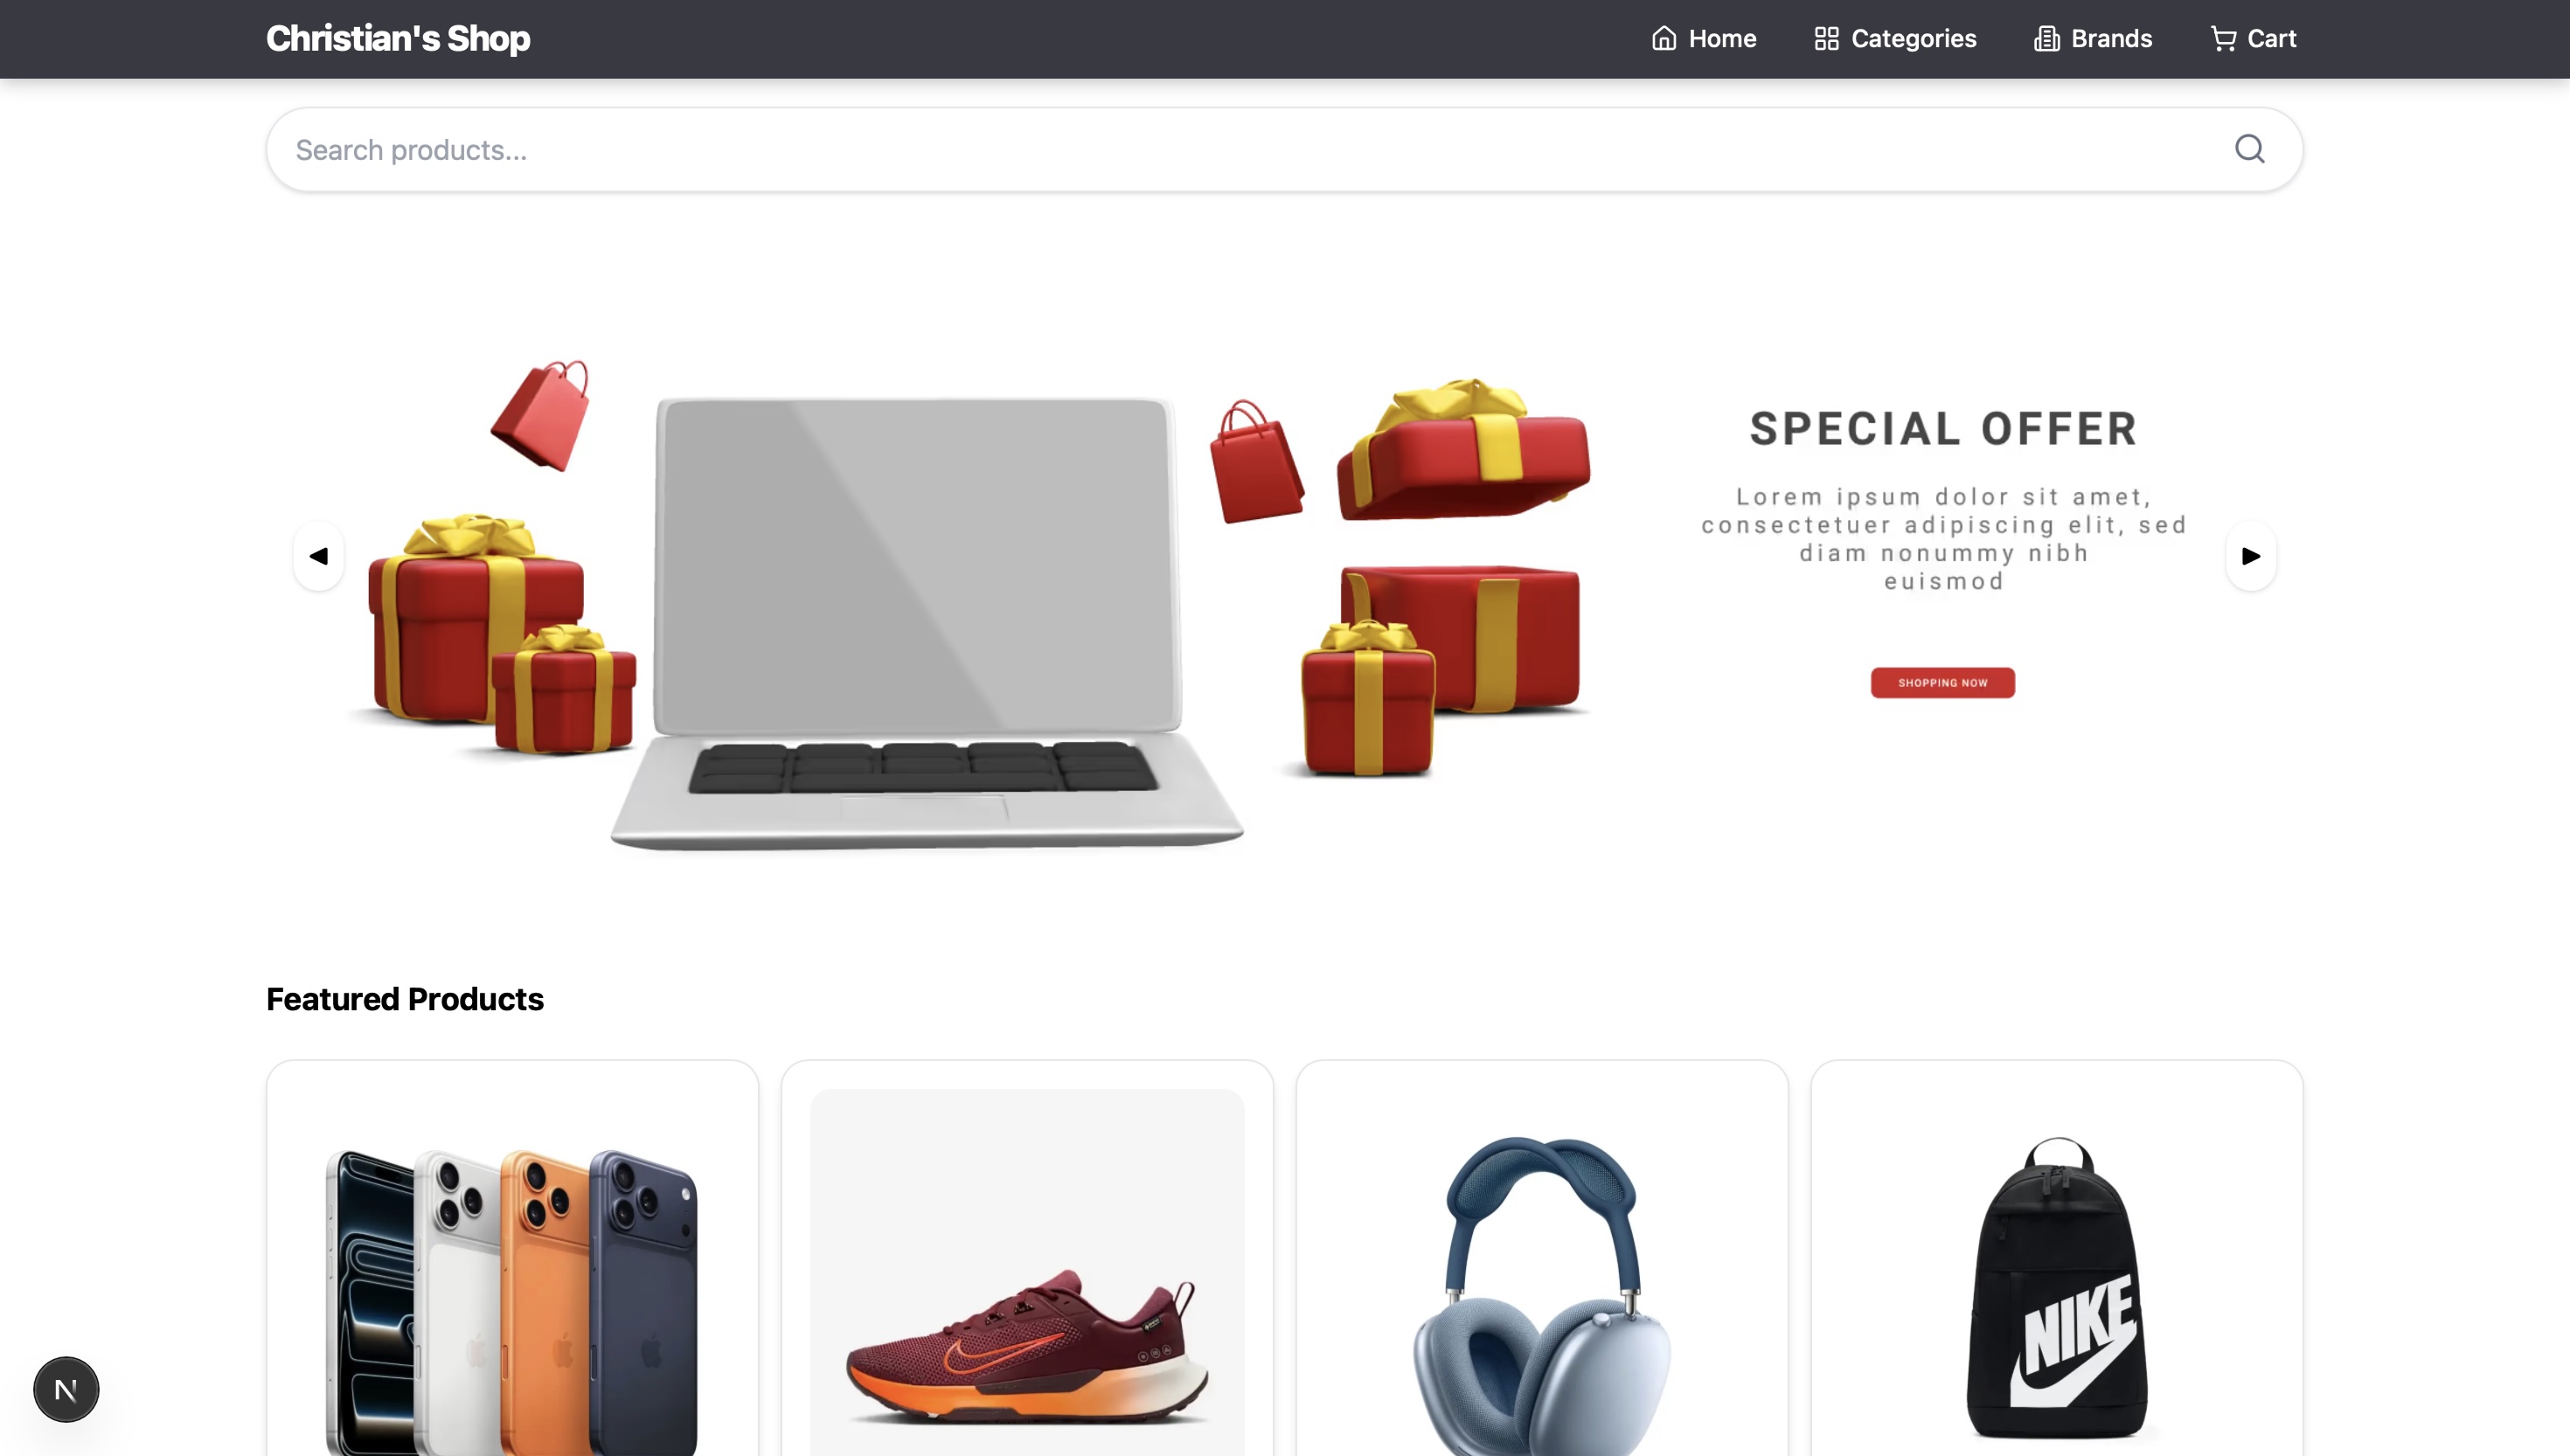 Christian's Shop
Home
Categories
Brands
Cart
Search products...
SPECIAL OFFER
Lorem ipsum dolor sit amet,
consectetuer adipiscing elit, sed
diam nonummy nibh
euismod
SHOPPING NOW
Featured Products
NIKE
N